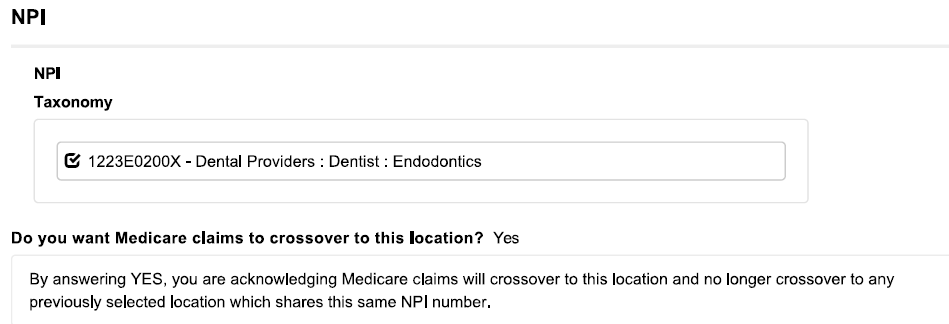 NPI
NPI
Taxonomy
1223E0200X - Dental Providers : Dentist : Endodontics
Do you want Medicare claims to crossover to this location? Yes
By answering YES, you are acknowledging Medicare claims will crossover to this location and no longer crossover to any
previously selected location which shares this same NPI number.